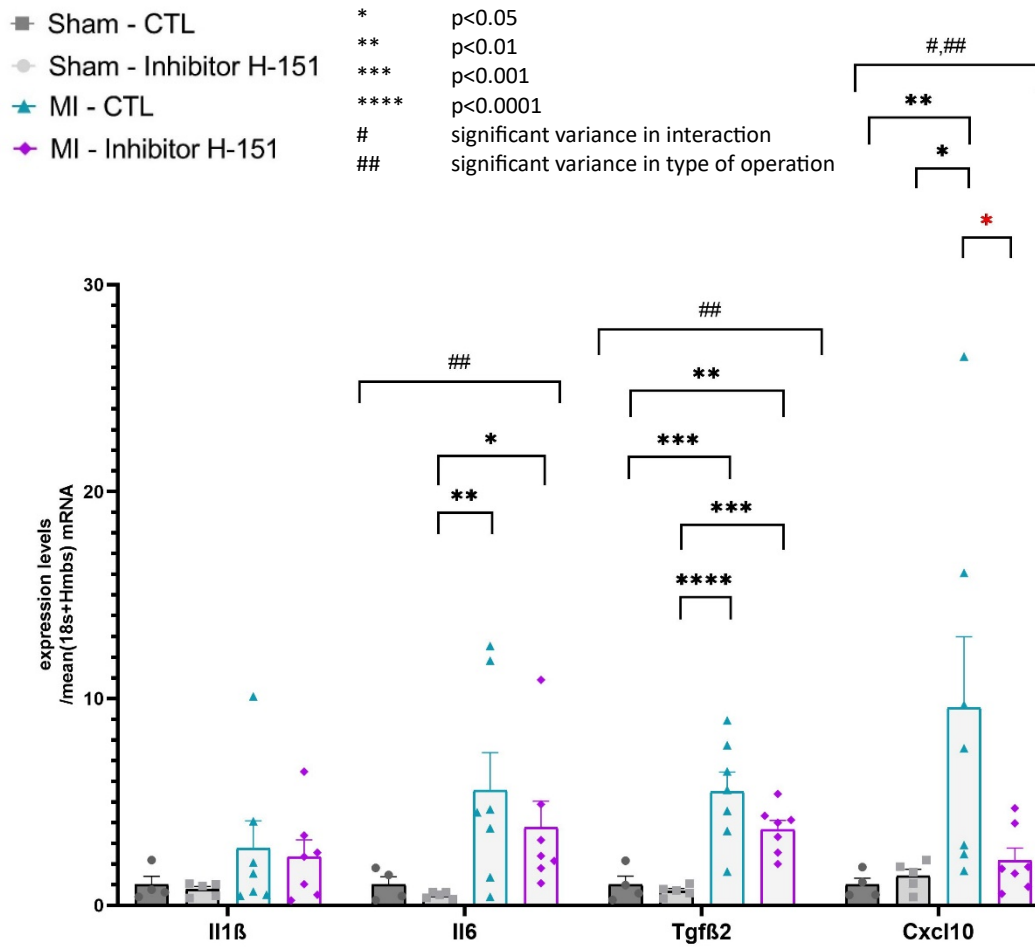 Sham - CTL
Sham - Inhibitor H-151
MI - CTL
MI - Inhibitor H-151
* p<0.05
** p<0.01
*** p<0.001
**** p<0.0001
# significant variance in interaction
## significant variance in type of operation
#,##
**
*
*
##
##
**
*
***
**
***
****
expression levels
/mean(18s+Hmbs) mRNA
30
20
10
0
Il1ß
Il6
Tgfß2
Cxcl10